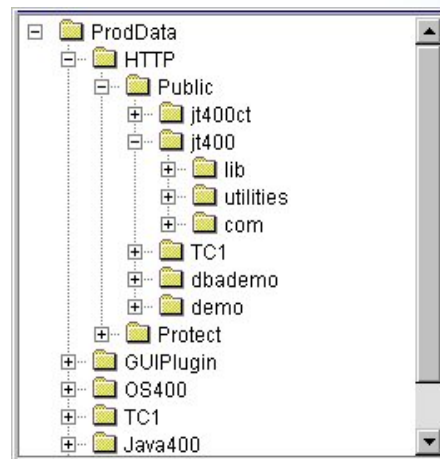 ProdData
HTTP
Public
jt400ct
jt400
lib
utilities
com
TC1
dbademo
demo
Protect
GUIPlugin
OS400
TC1
Java400